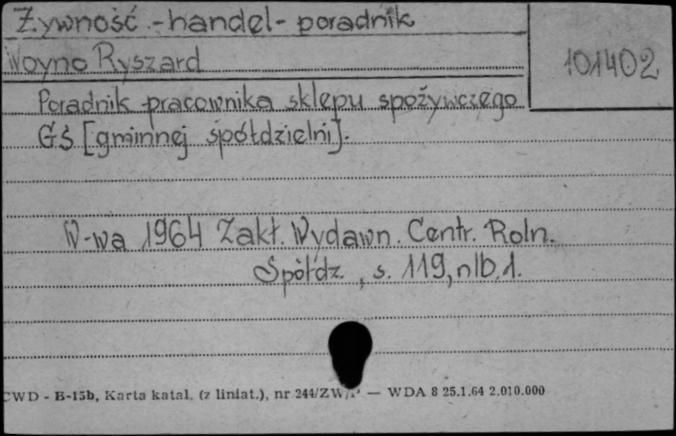 Żywność - handel - poradnik
Woyno Ryszard
101402
Poradnik pracownika sklepu spożywczego
GS [gminnej spółdzielni].
W-wa 1964 Zakł. Wydawn. Centr. Roln.
Spółdz., s. 119, nlb. 1.
CWD - B-15b, Karta katal. (z liniat.), nr 244/ZW/P — WDA 8 25.1.64 2.010.000